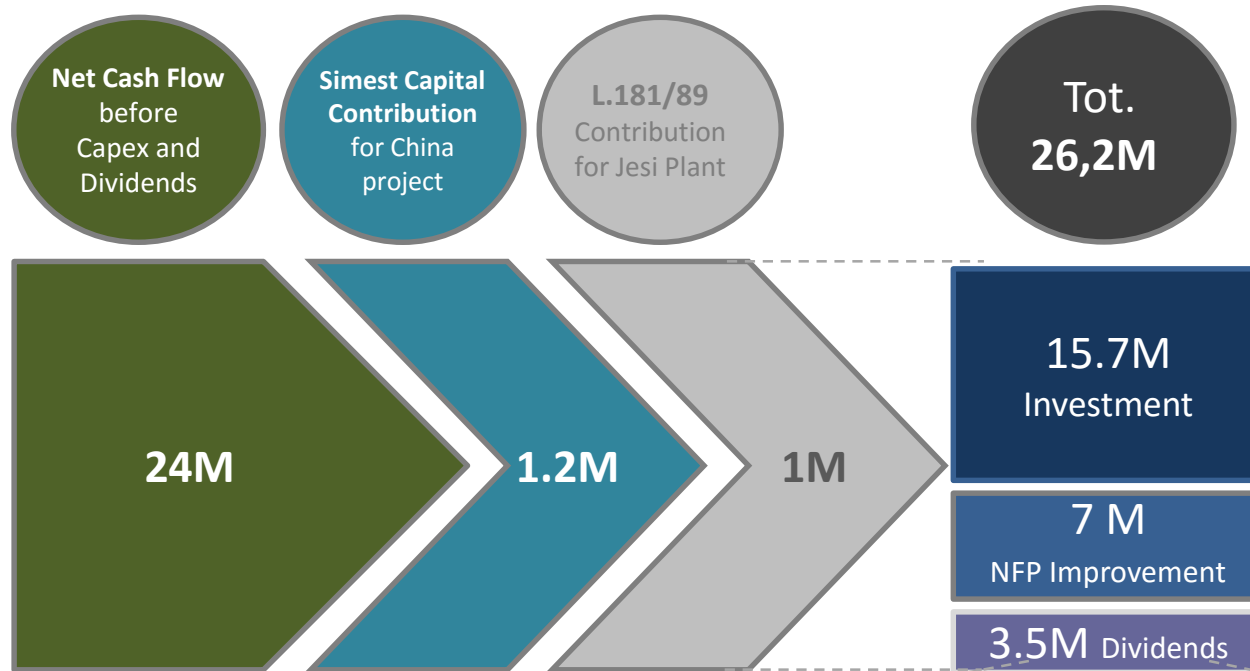 Net Cash Flow
before
Capex and
Dividends
Simest Capital
Contribution
for China
project
L.181/89
Contribution
for Jesi Plant
Tot.
26,2M
24M
1.2M
1M
15.7M
Investment
7 M
NFP Improvement
3.5M Dividends